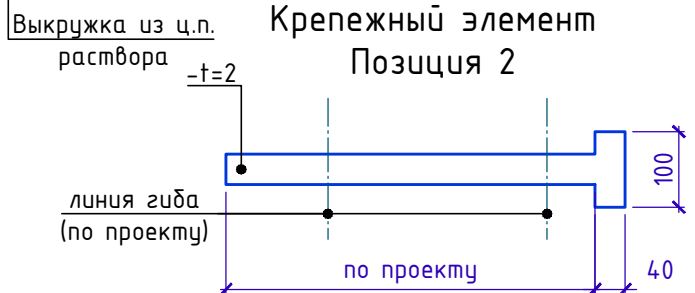 Выкружка из ц.п.
раствора
Крепежный элемент
Позиция 2
-t=2
линия гиба
(по проекту)
100
по проекту
40